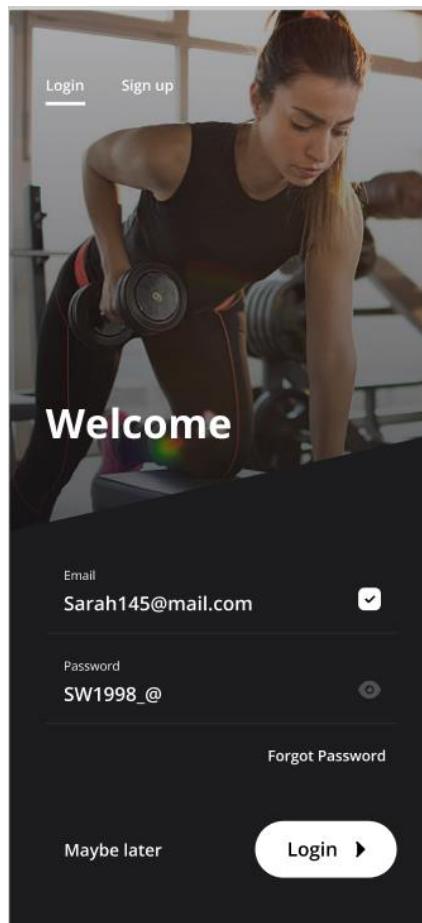 Login Sign up
Welcome
Email
Sarah145@mail.com
Password
SW1998_@
Forgot Password
Maybe later Login